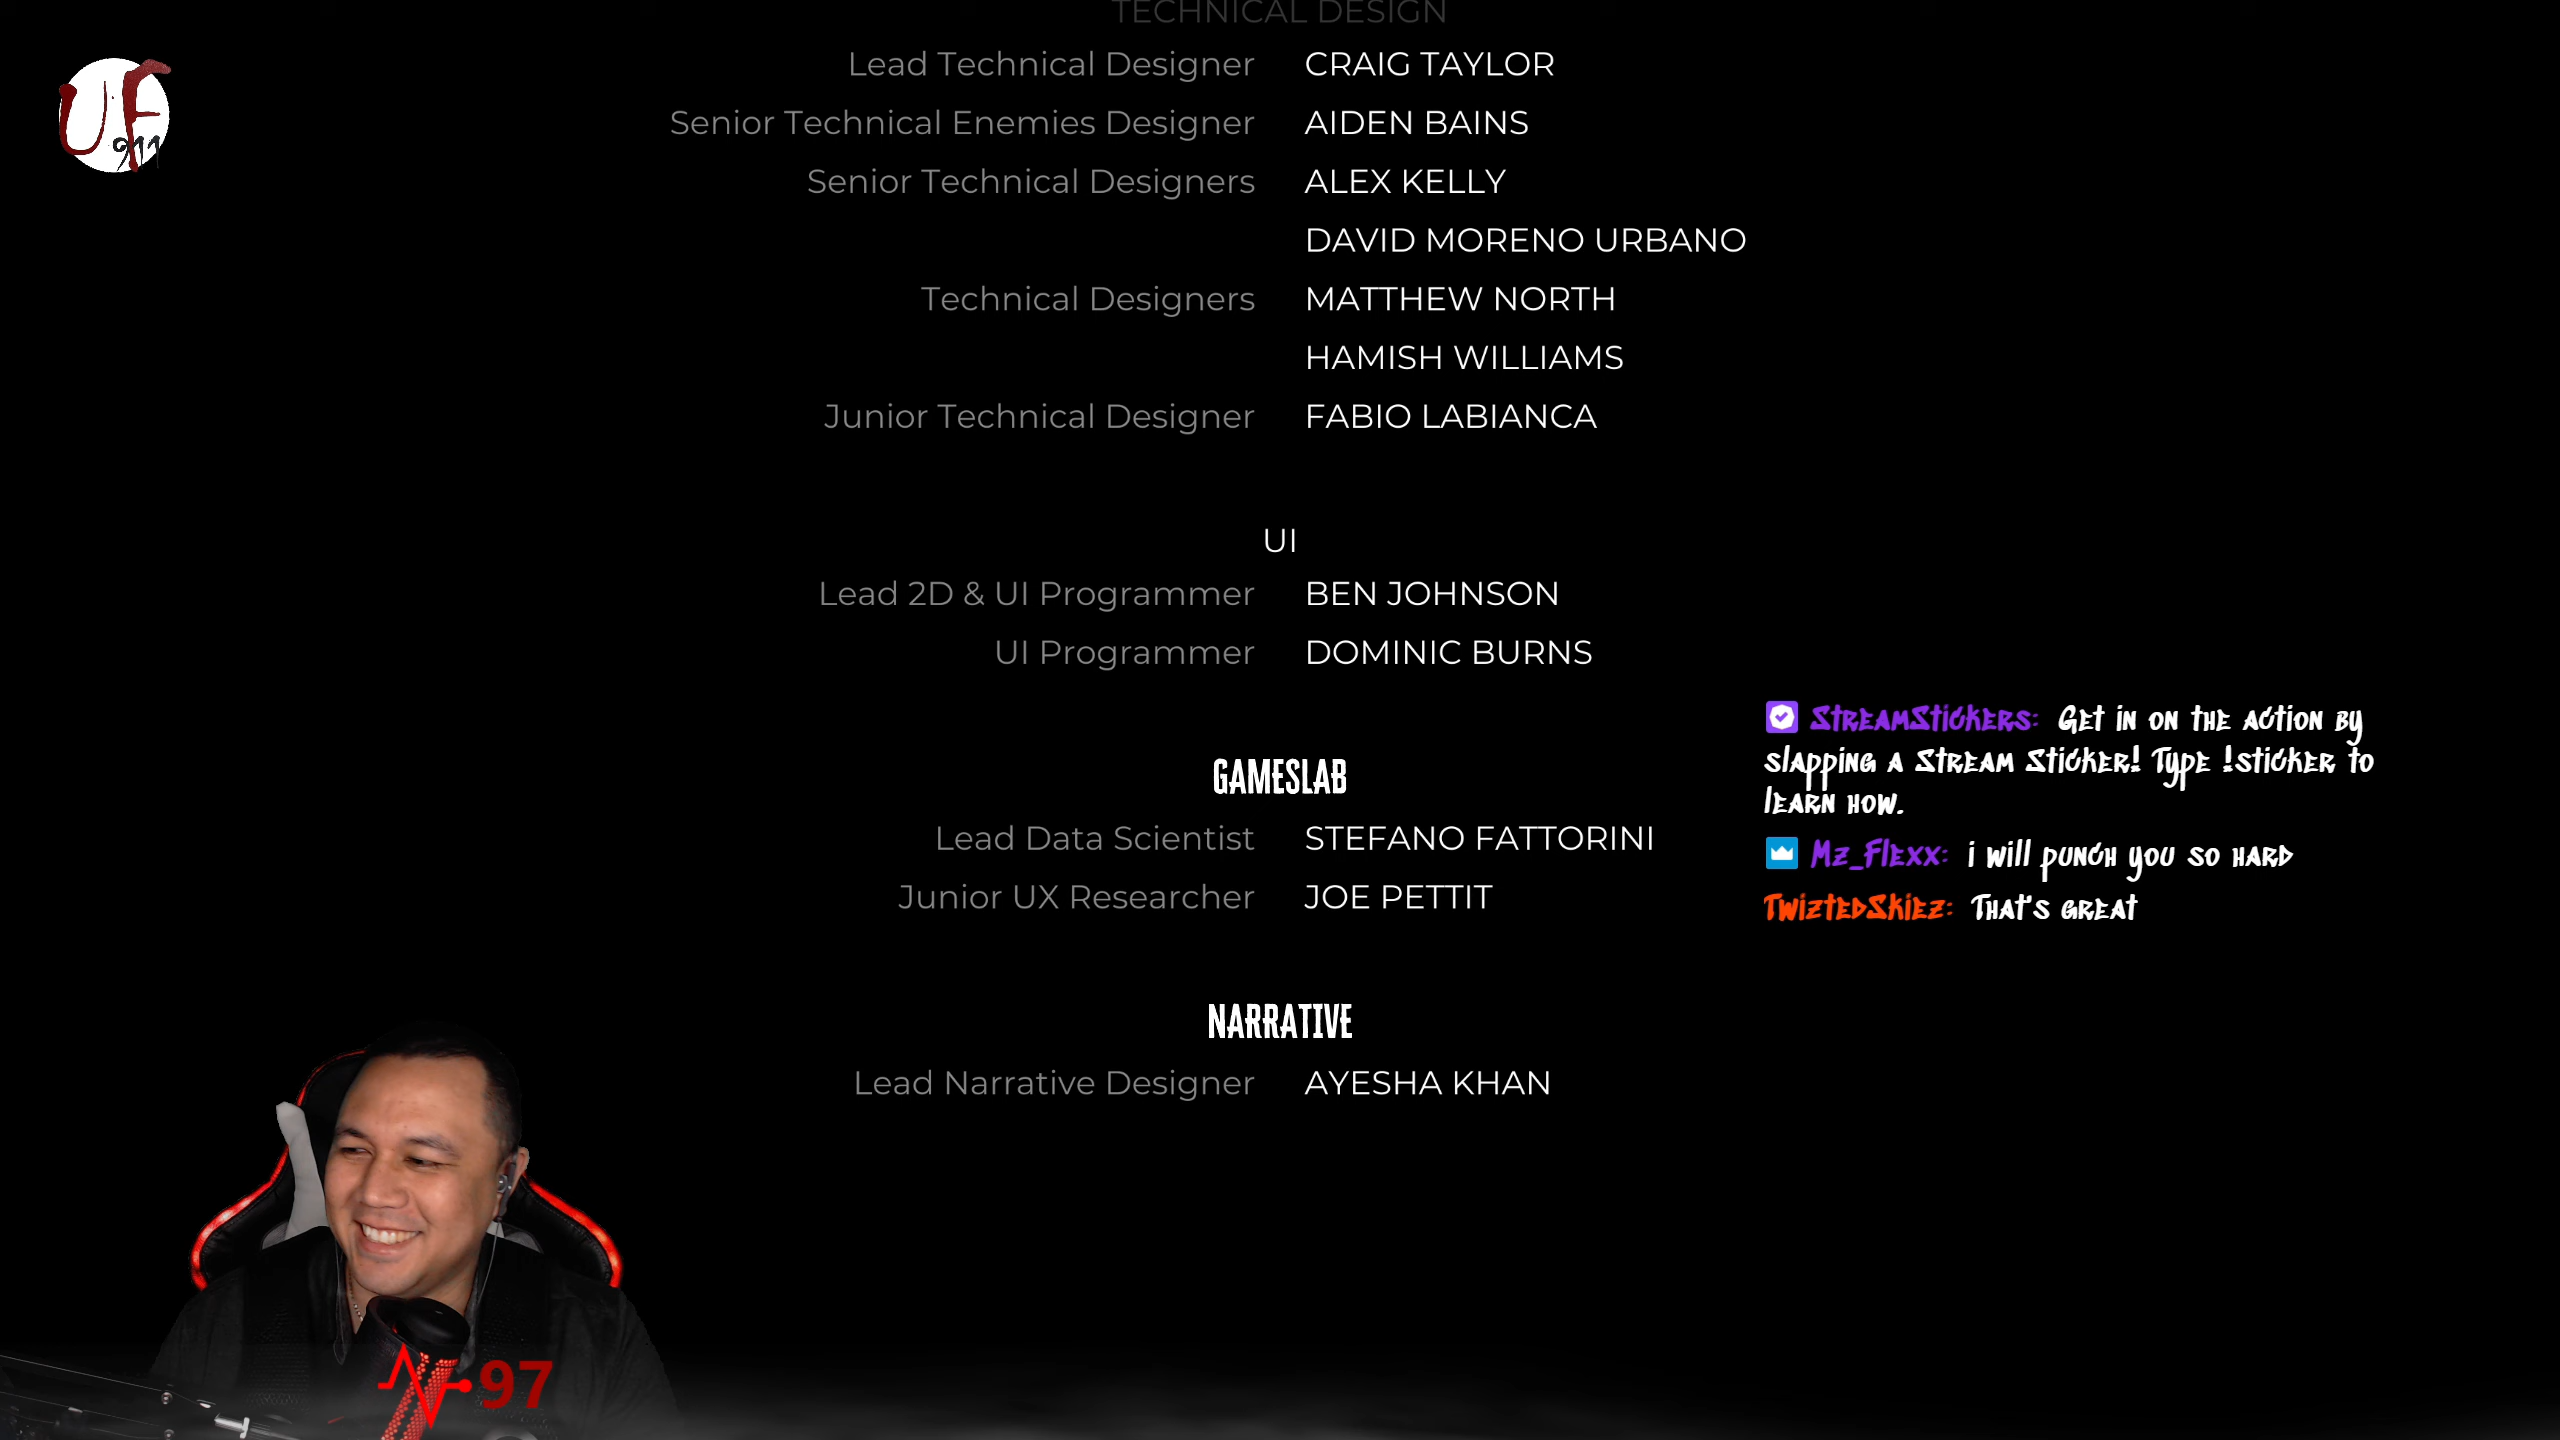 TECHNICAL DESIGN
Lead Technical Designer CRAIG TAYLOR
Senior Technical Enemies Designer AIDEN BAINS
Senior Technical Designers ALEX KELLY
DAVID MORENO URBANO
Technical Designers MATTHEW NORTH
HAMISH WILLIAMS
Junior Technical Designer FABIO LABIANCA
UI
Lead 2D & UI Programmer BEN JOHNSON
UI Programmer DOMINIC BURNS
GAMESLAB
Lead Data Scientist STEFANO FATTORINI
Junior UX Researcher JOE PETTIT
NARRATIVE
Lead Narrative Designer AYESHA KHAN
UF
911
StreamStickers: Get in on the action by
slapping a Stream Sticker! Type !sticker to
learn how.
Mz_Flexx: i will punch you so hard
TwiztedSkiez: That's great
97